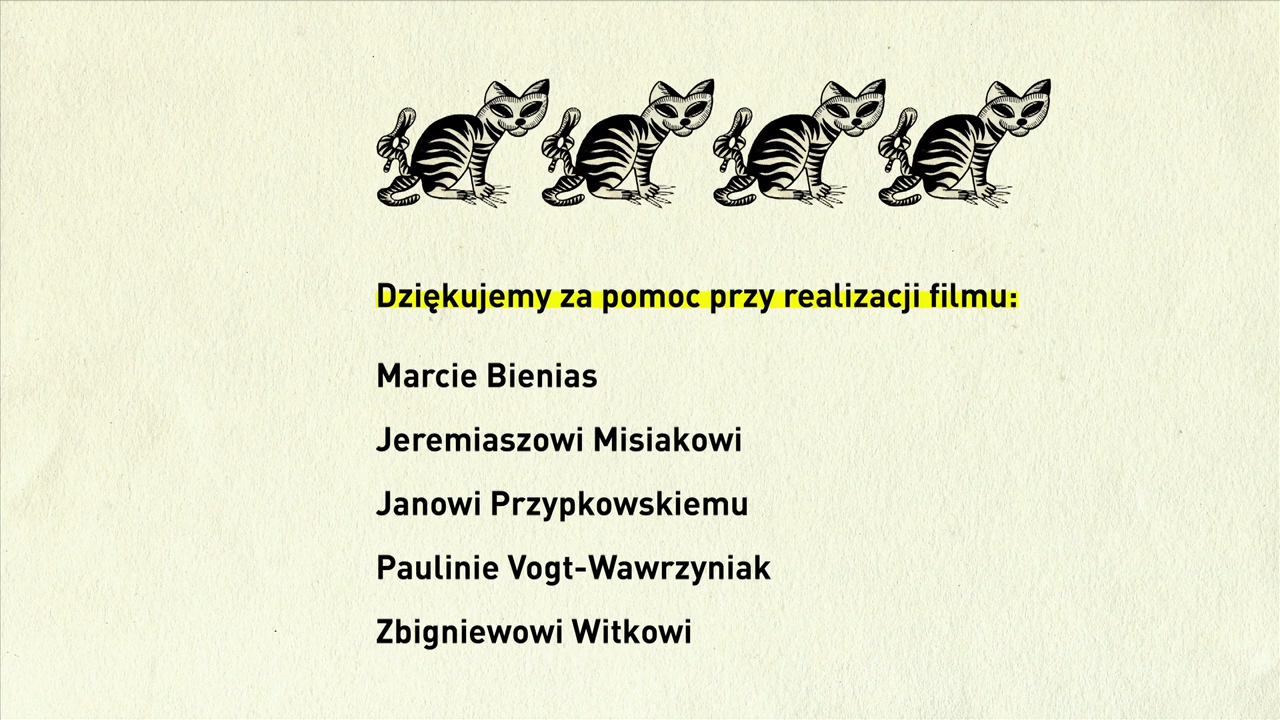 Dziękujemy za pomoc przy realizacji filmu:
Marcie Bienias
Jeremiaszowi Misiakowi
Janowi Przypkowskiemu
Paulinie Vogt-Wawrzyniak
Zbigniewowi Witkowi